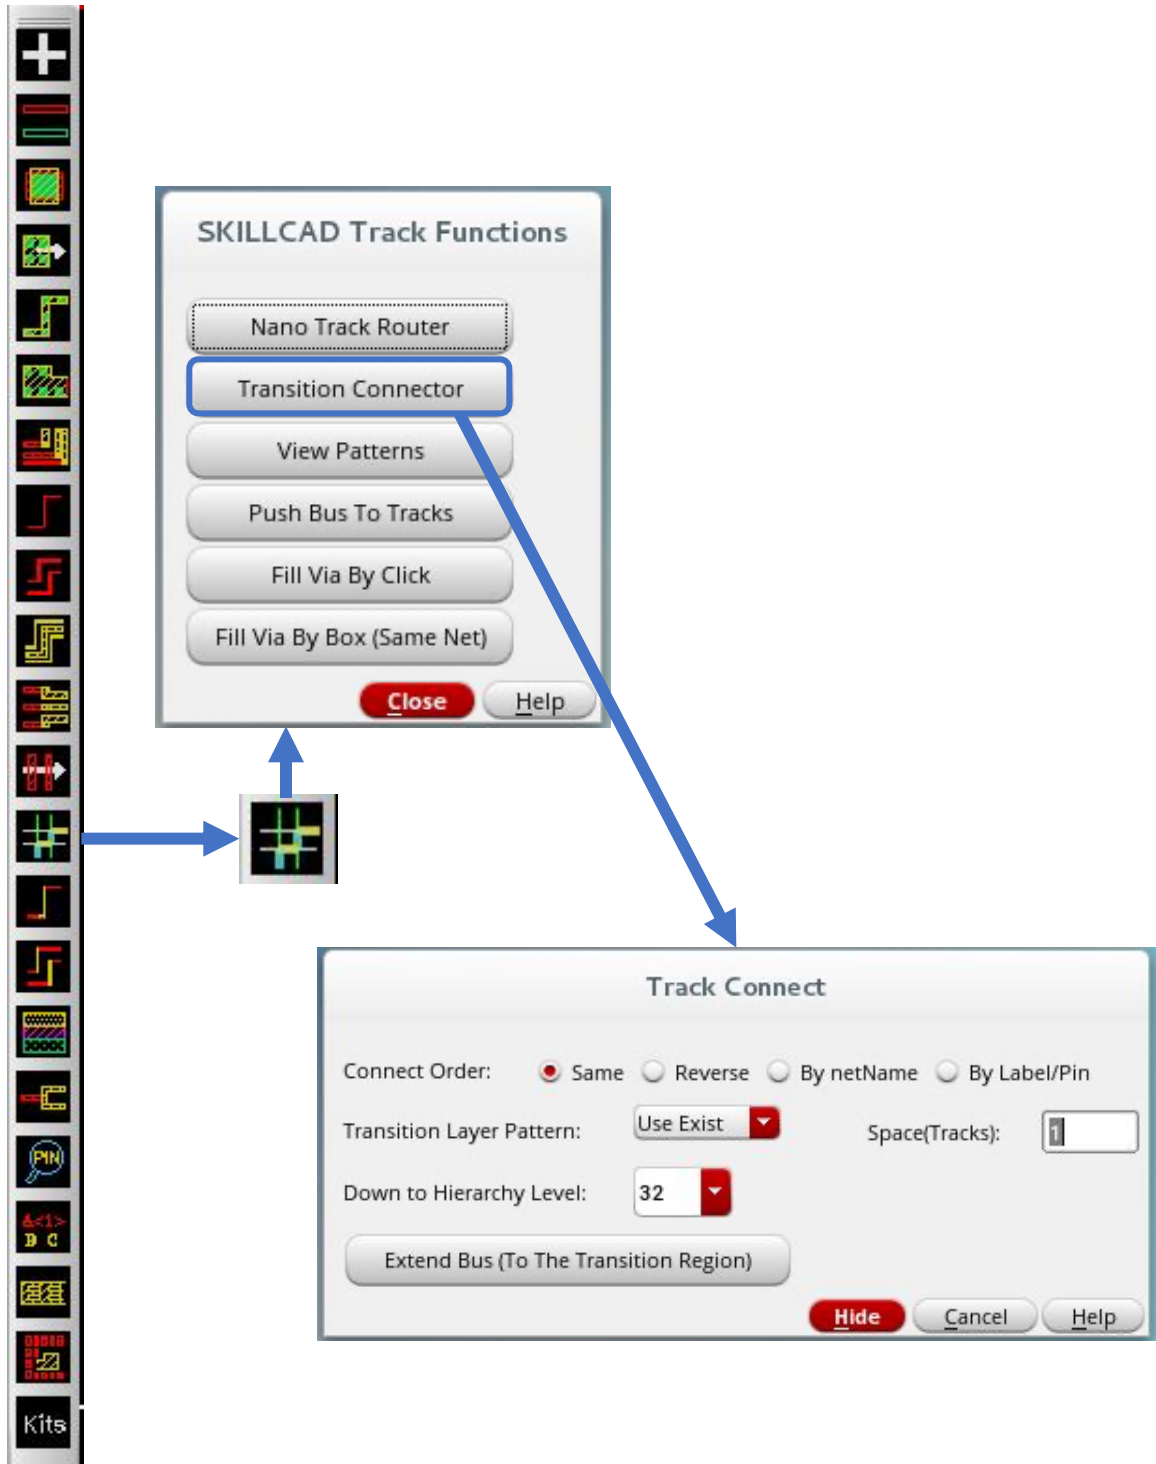 SKILLCAD Track Functions
Nano Track Router
Transition Connector
View Patterns
Push Bus To Tracks
Fill Via By Click
Fill Via By Box (Same Net)
Close Help
Track Connect
Connect Order: Same Reverse By netName By Label/Pin
Transition Layer Pattern: Use Exist Space(Tracks): 1
Down to Hierarchy Level: 32
Extend Bus (To The Transition Region)
Hide Cancel Help
PIN
&<1>
B C
Kits